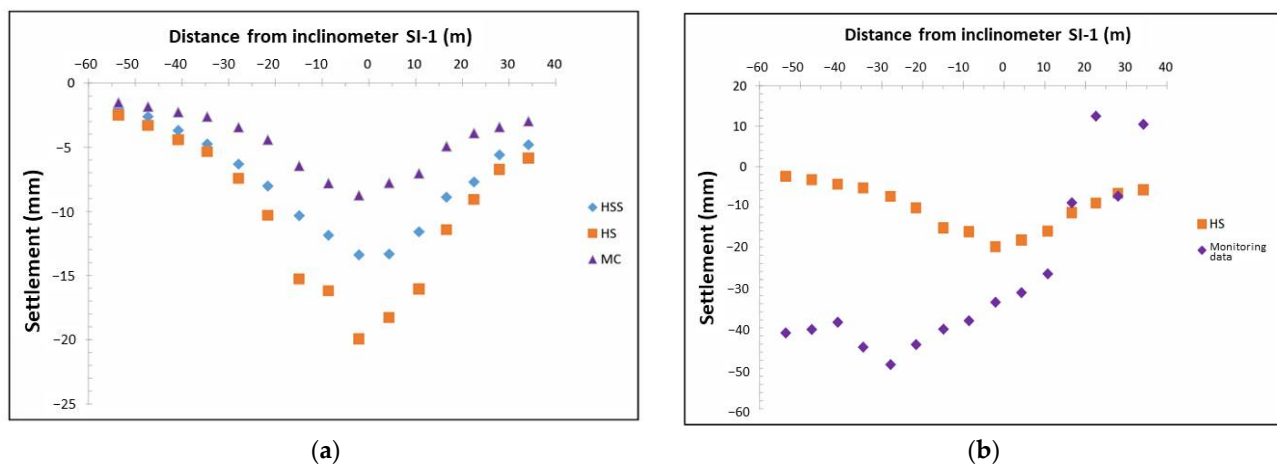 Distance from inclinometer SI-1 (m)
−60 −50 −40 −30 −20 −10 0 10 20 30 40
0
−5
−10
−15
−20
−25
Settlement (mm)
HSS
HS
MC
(a)
Distance from inclinometer SI-1 (m)
−60 −50 −40 −30 −20 −10 0 10 20 30 40
20
10
0
−10
−20
−30
−40
−50
−60
Settlement (mm)
HS
Monitoring
data
(b)